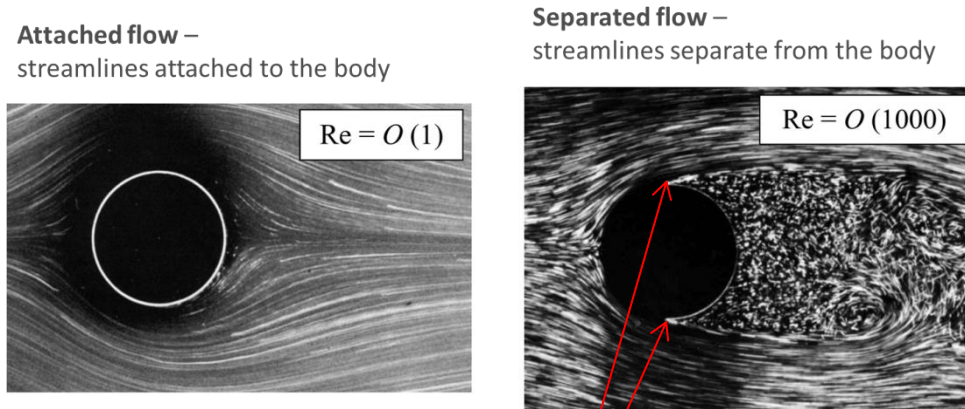 Attached flow –
streamlines attached to the body
Re = O (1)
Separated flow –
streamlines separate from the body
Re = O (1000)